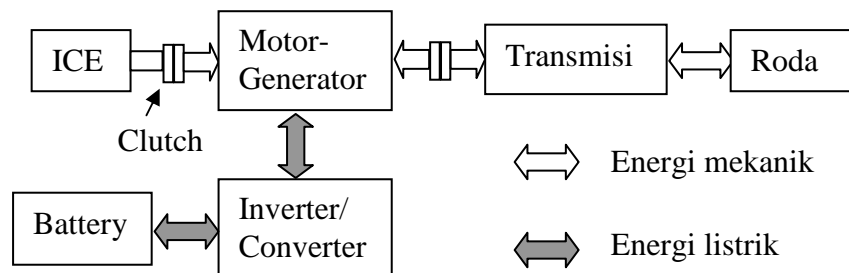 ICE
Motor-
Generator
Transmisi
Roda
Clutch
Energi mekanik
Battery
Inverter/
Converter
Energi listrik